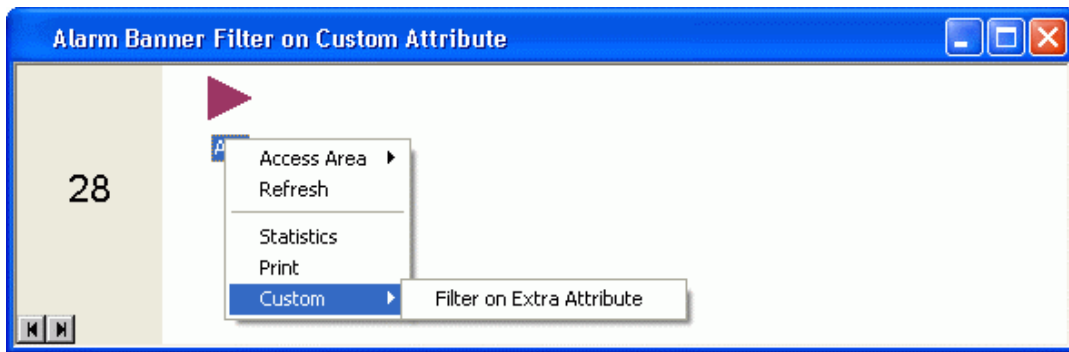 Alarm Banner Filter on Custom Attribute
28
Access Area
Refresh
Statistics
Print
Custom
Filter on Extra Attribute